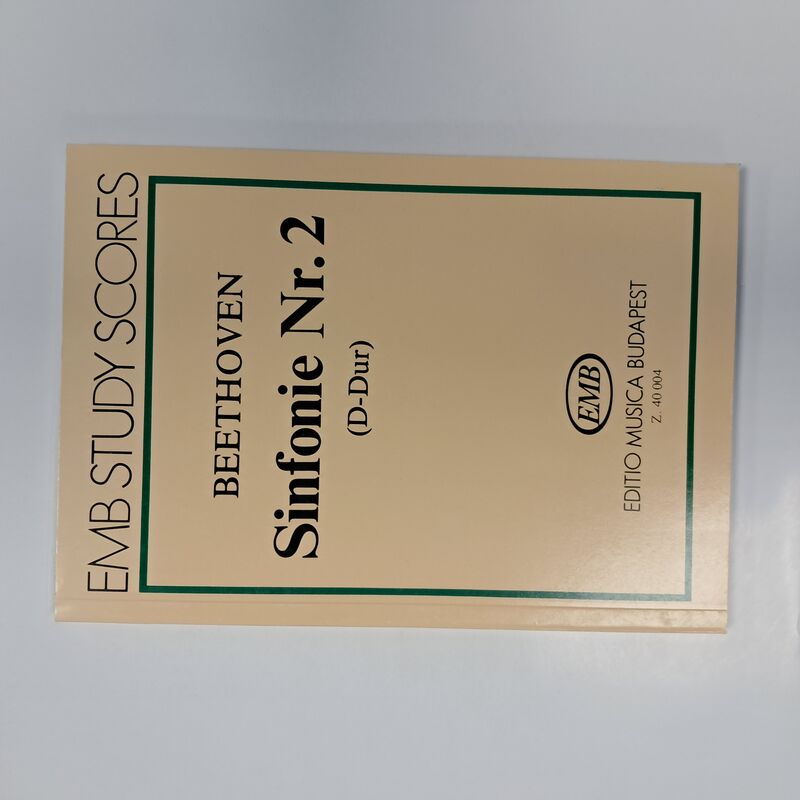 EMB STUDY SCORES
BEETHOVEN
Sinfonie Nr. 2
(D-Dur)
EMB
EDITIO MUSICA BUDAPEST
Z. 40 004